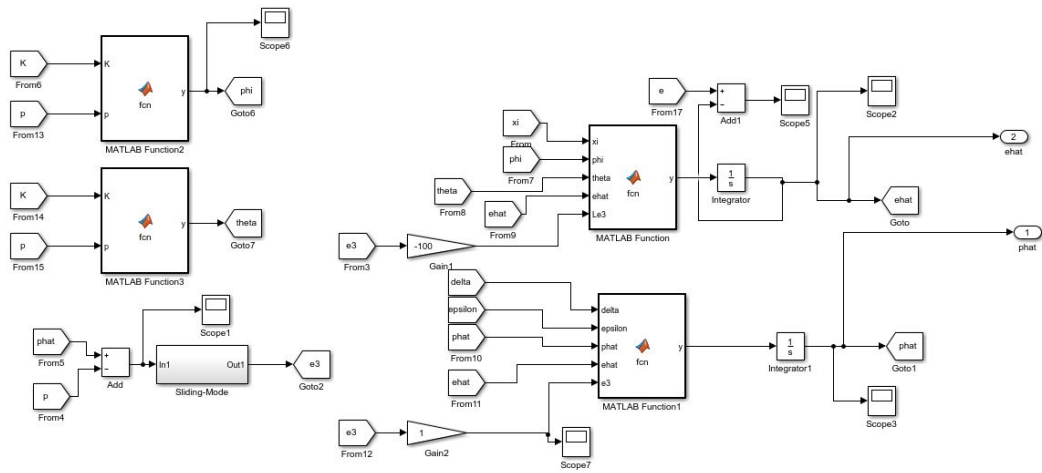 K
From6
p
From13
K
p
fcn
y
MATLAB Function2
Scope6
phi
Goto6
K
From14
p
From15
K
p
fcn
y
MATLAB Function3
theta
Goto7
phat
From5
p
From4
+
−
Add
Scope1
In1
Out1
Sliding-Mode
e3
Goto2
e
From17
+
−
Add1
Scope5
Scope2
xi
From
phi
From7
theta
From8
ehat
From9
e3
From3
-100
Gain1
xi
phi
theta
ehat
Le3
fcn
y
MATLAB Function
1
s
Integrator
2
ehat
ehat
Goto
1
phat
delta
epsilon
phat
From10
ehat
From11
e3
From12
1
Gain2
Scope7
delta
epsilon
phat
ehat
e3
fcn
y
MATLAB Function1
1
s
Integrator1
phat
Goto1
Scope3